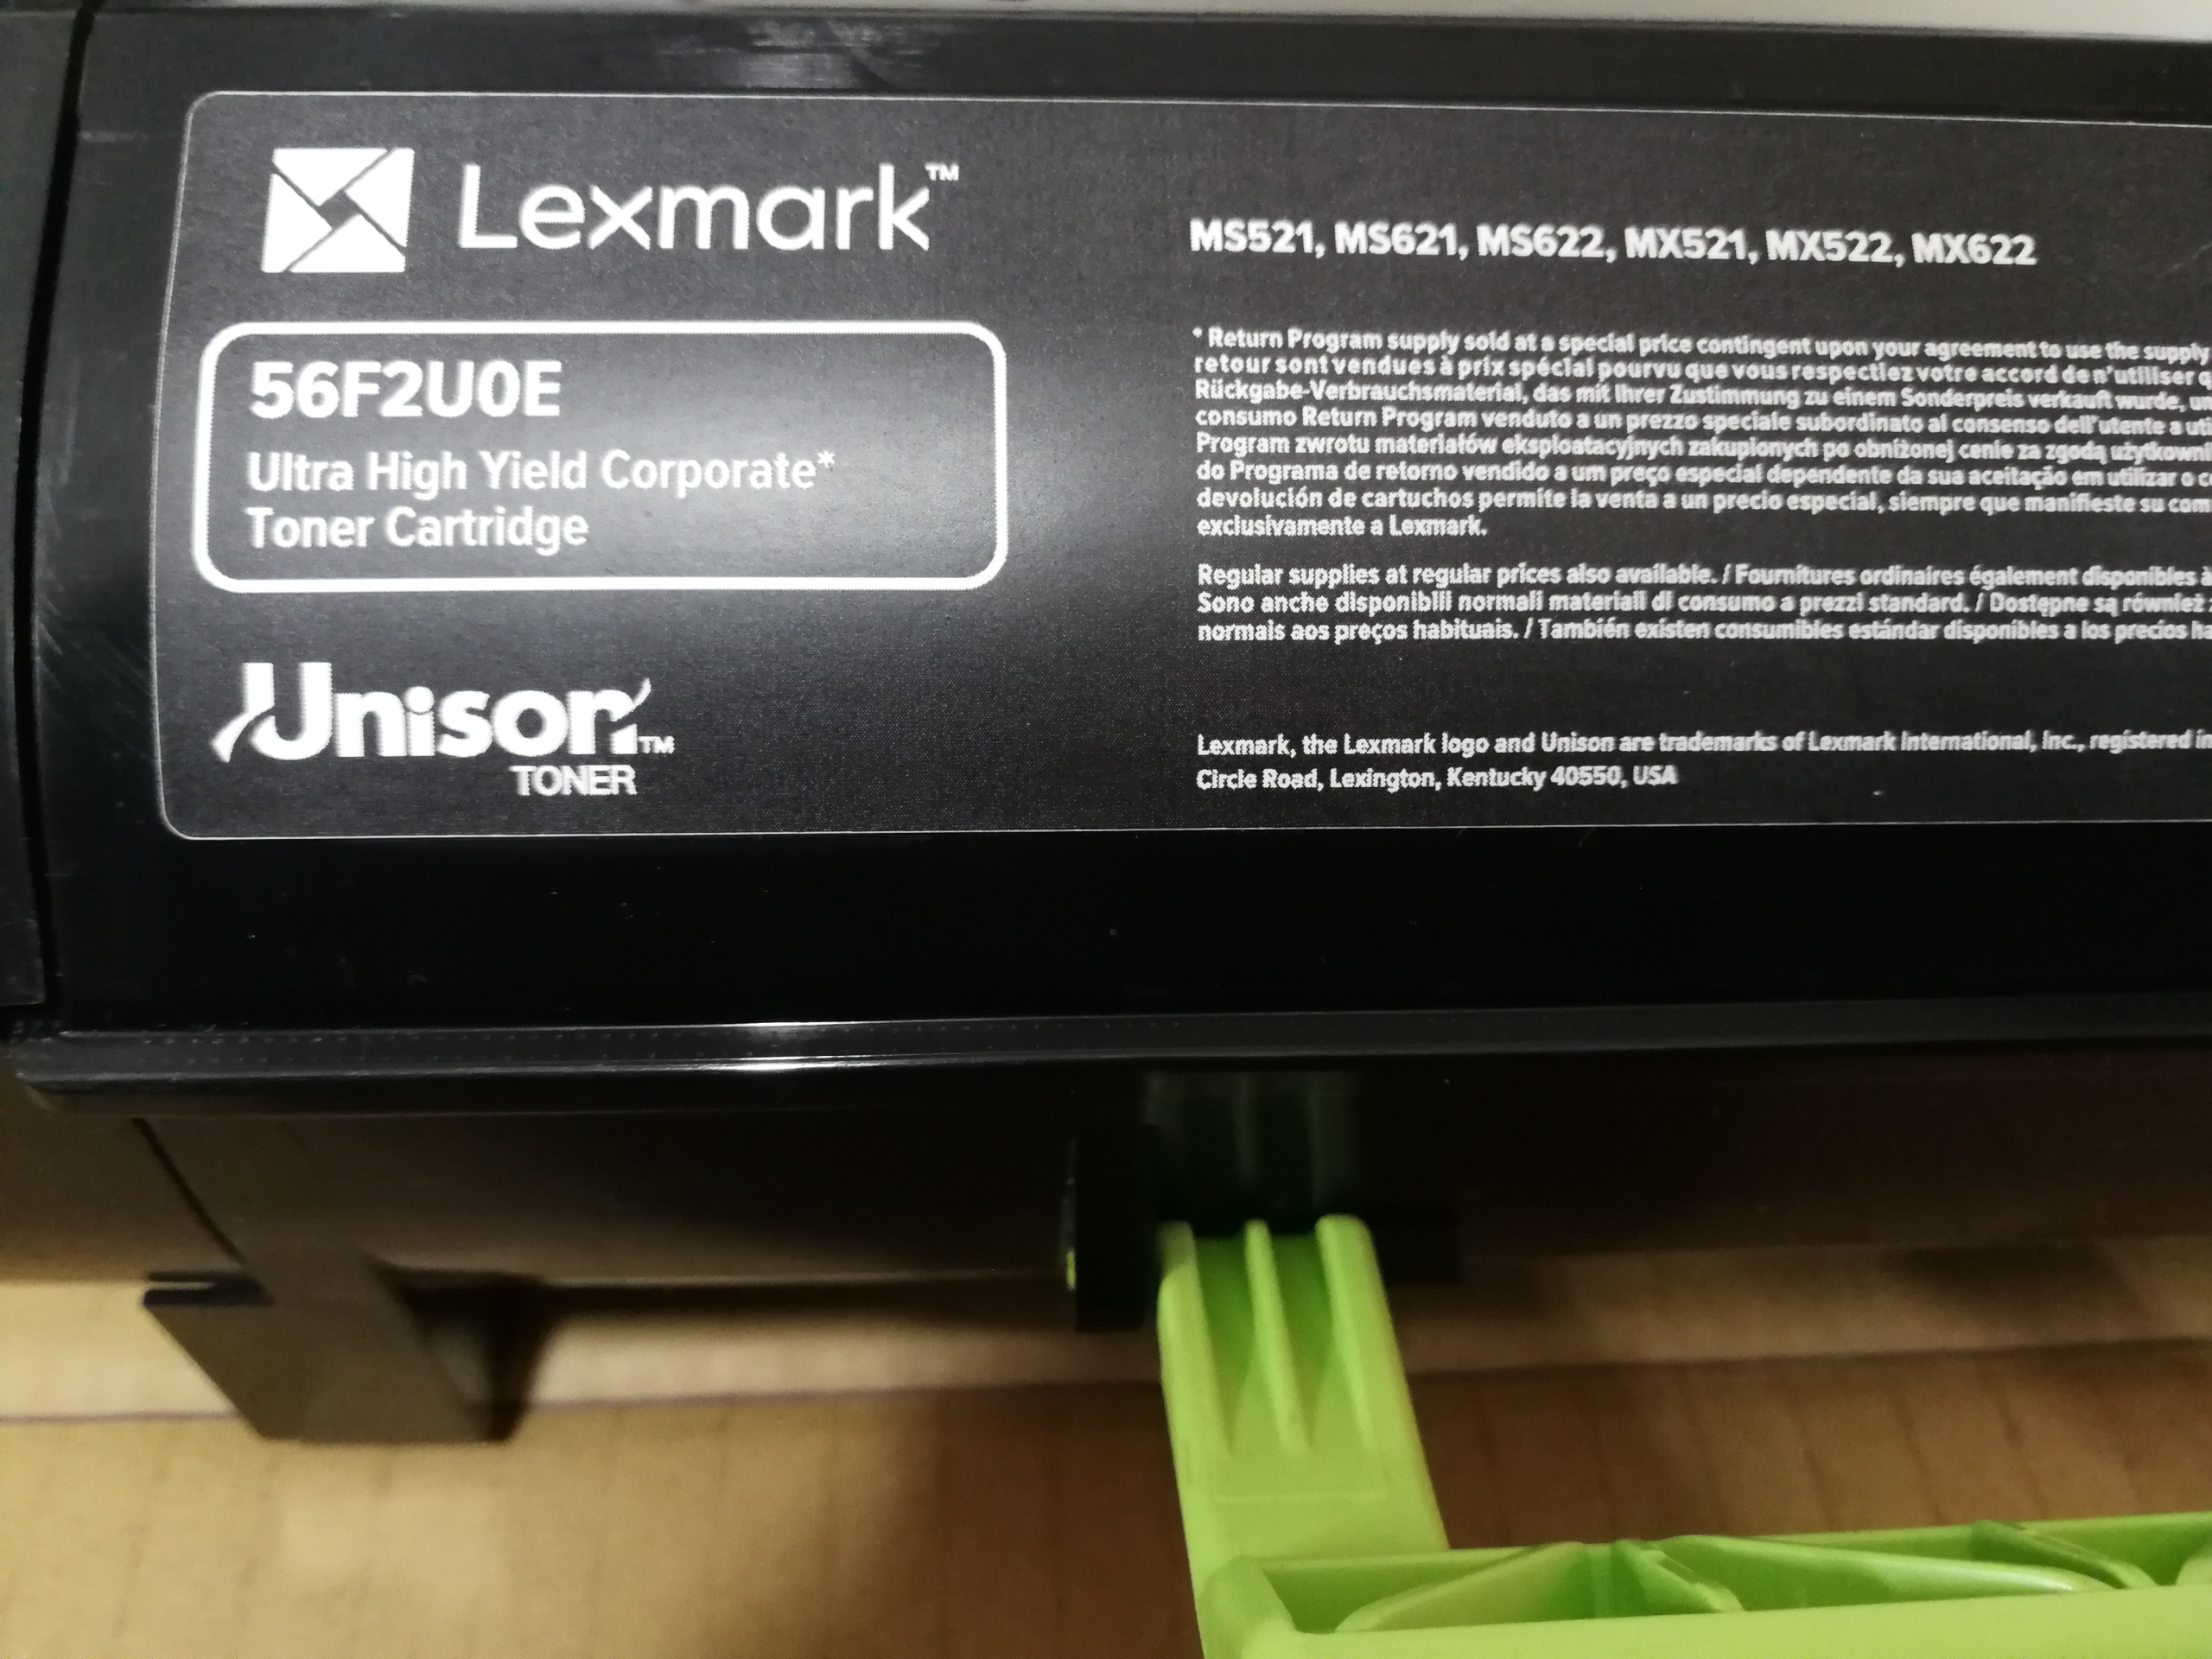 Lexmark™
56F2U0E
Ultra High Yield Corporate*
Toner Cartridge
Unison™
TONER
MS521, MS621, MS622, MX521, MX522, MX622
* Return Program supply sold at a special price contingent upon your agreement to use the supply
retour sont vendues à prix spécial pourvu que vous respectiez votre accord de n'utiliser
Rückgabe-Verbrauchsmaterial, das mit Ihrer Zustimmung zu einem Sonderpreis verkauft wurde,
consumo Return Program venduto a un prezzo speciale subordinato al consenso dell'utente a
Program zwrotu materiałów eksploatacyjnych zakupionych po obniżonej cenie za zgodą
do Programa de retorno vendido a um preço especial dependente da sua aceitação em utilizar o
devolución de cartuchos permite la venta a un precio especial, siempre que manifieste su
exclusivamente a Lexmark.
Regular supplies at regular prices also available. / Fournitures ordinaires également disponibles à
Sono anche disponibili normali materiali di consumo a prezzi standard. / Dostępne są również
normais aos preços habituais. / También existen consumibles estándar disponibles a los precios
Lexmark, the Lexmark logo and Unison are trademarks of Lexmark International, Inc., registered in
Circle Road, Lexington, Kentucky 40550, USA